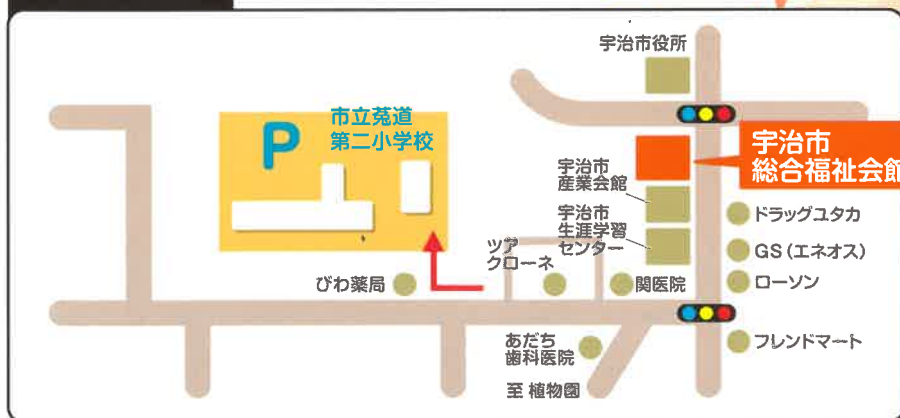 宇治市役所
P
市立菟道
第二小学校
宇治市
総合福祉会館
宇治市
産業会館
宇治市
生涯学習
センター
ドラッグユタカ
GS(エネオス)
ローソン
ツア
クローネ
びわ薬局
関医院
フレンドマート
あだち
歯科医院
至 植物園